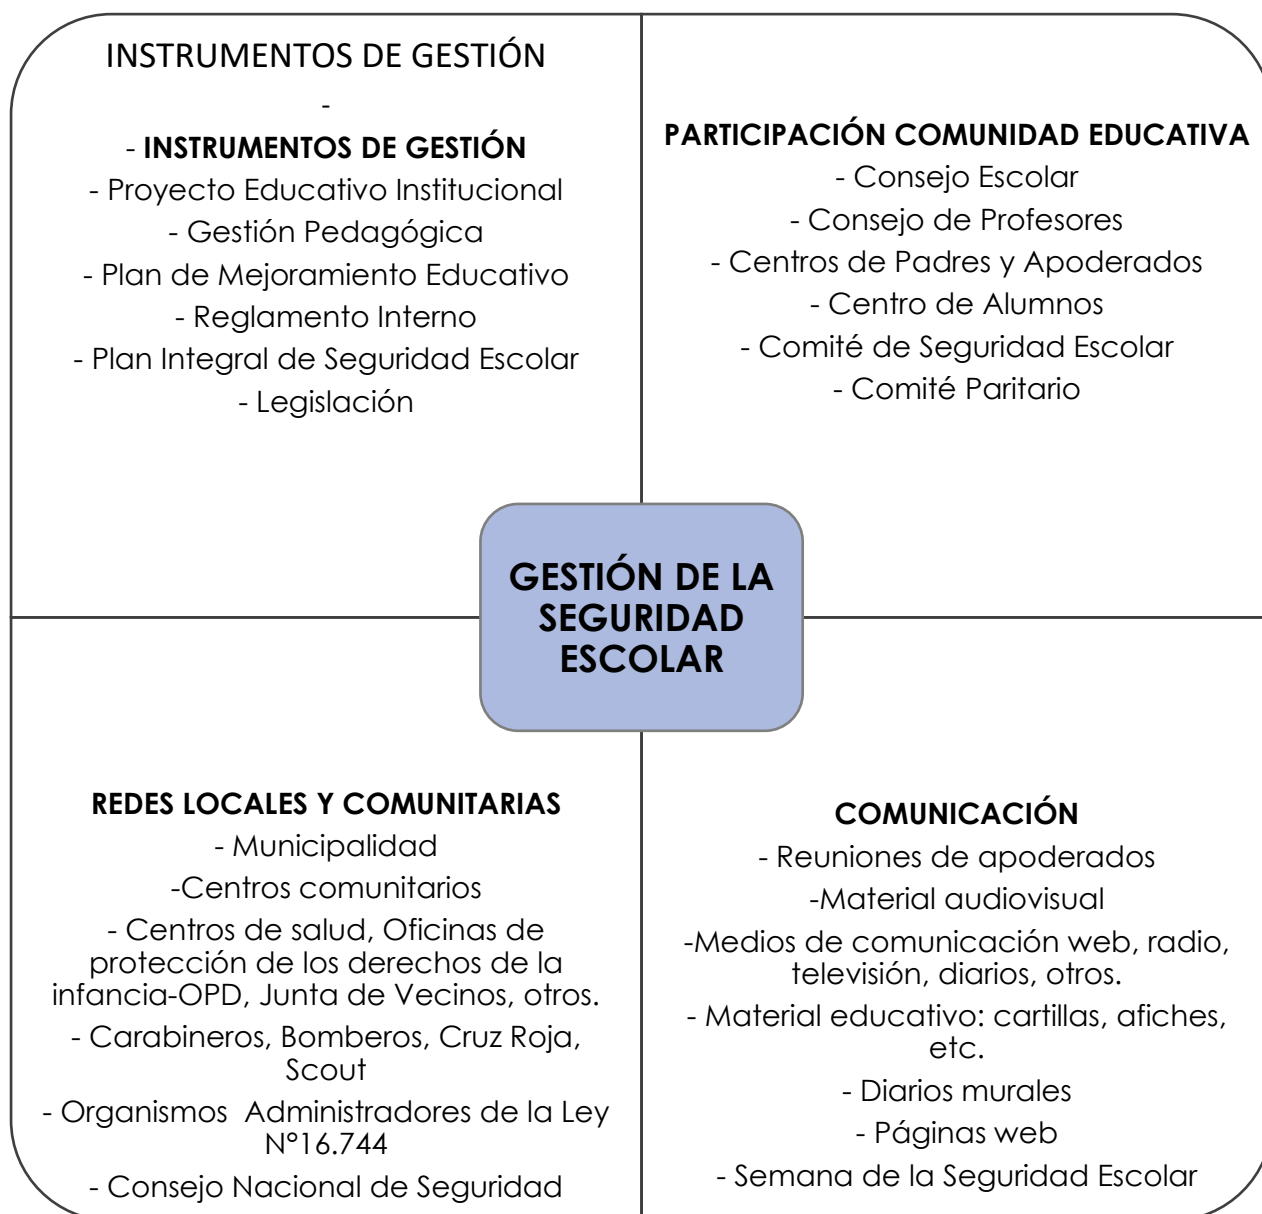 INSTRUMENTOS DE GESTIÓN
-
- INSTRUMENTOS DE GESTIÓN
- Proyecto Educativo Institucional
- Gestión Pedagógica
- Plan de Mejoramiento Educativo
- Reglamento Interno
- Plan Integral de Seguridad Escolar
- Legislación
PARTICIPACIÓN COMUNIDAD EDUCATIVA
- Consejo Escolar
- Consejo de Profesores
- Centros de Padres y Apoderados
- Centro de Alumnos
- Comité de Seguridad Escolar
- Comité Paritario
GESTIÓN DE LA
SEGURIDAD
ESCOLAR
REDES LOCALES Y COMUNITARIAS
- Municipalidad
-Centros comunitarios
- Centros de salud, Oficinas de
protección de los derechos de la
infancia-OPD, Junta de Vecinos, otros.
- Carabineros, Bomberos, Cruz Roja,
Scout
- Organismos  Administradores de la Ley
N°16.744
- Consejo Nacional de Seguridad
COMUNICACIÓN
- Reuniones de apoderados
-Material audiovisual
-Medios de comunicación web, radio,
televisión, diarios, otros.
- Material educativo: cartillas, afiches,
etc.
- Diarios murales
- Páginas web
- Semana de la Seguridad Escolar